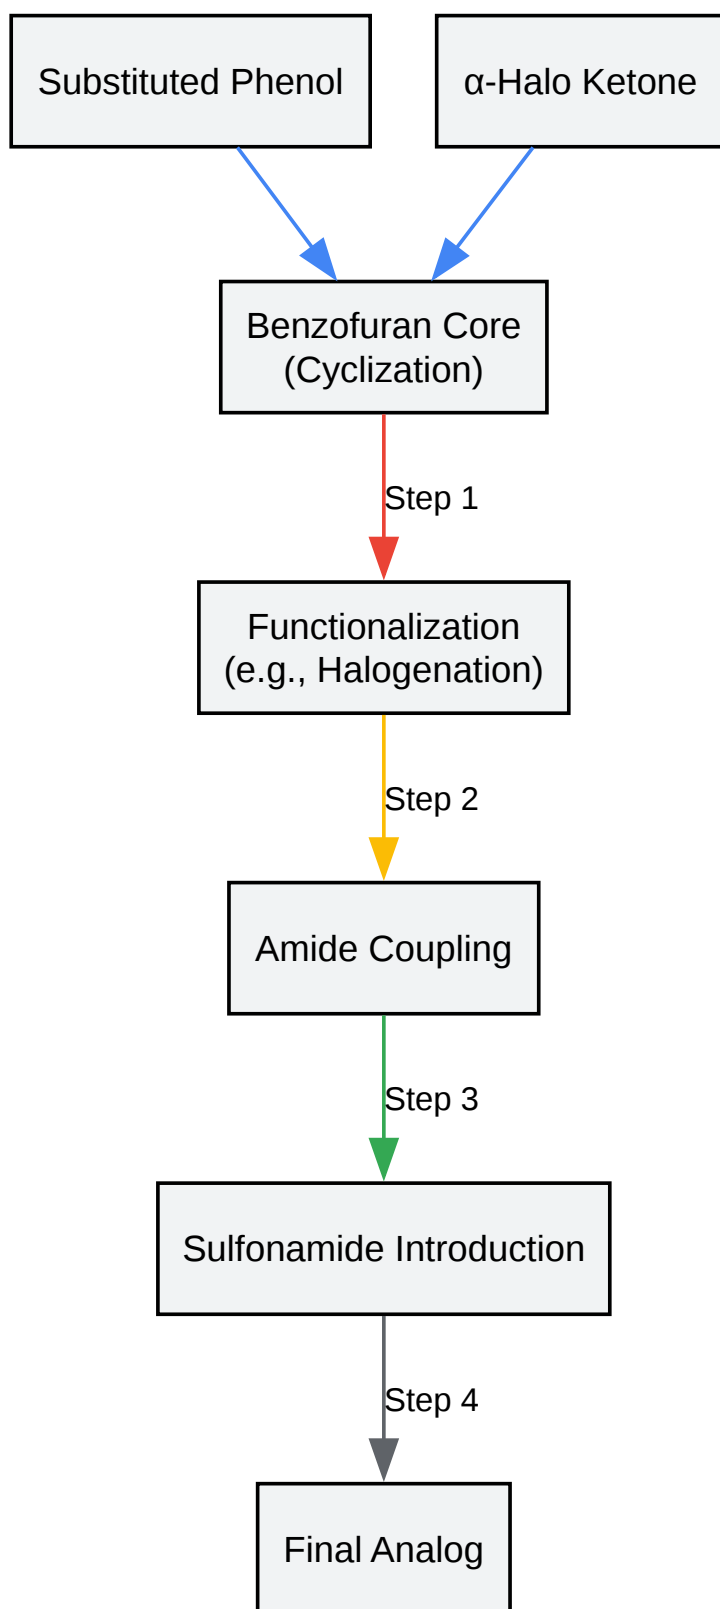 Substituted Phenol
α-Halo Ketone
Benzofuran Core
(Cyclization)
Step 1
Functionalization
(e.g., Halogenation)
Step 2
Amide Coupling
Step 3
Sulfonamide Introduction
Step 4
Final Analog